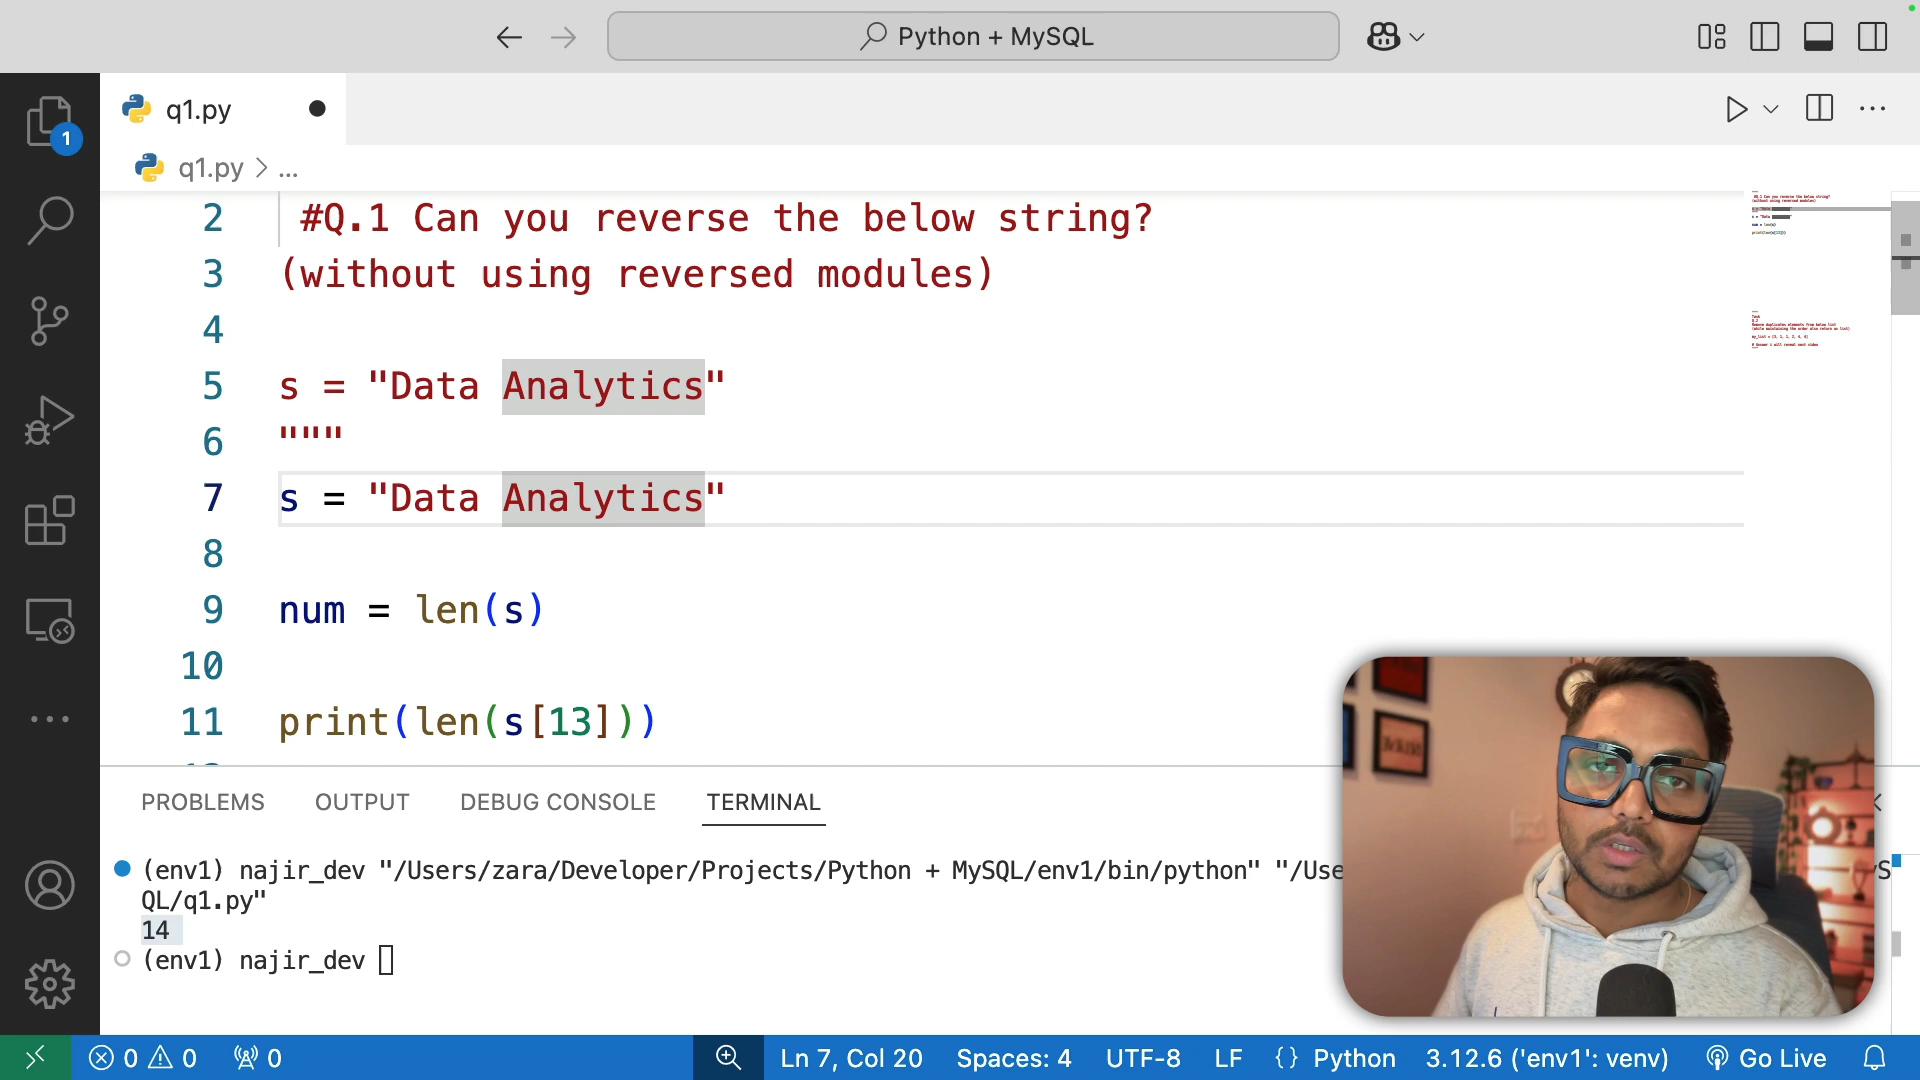 Python + MySQL
1
q1.py
q1.py > ...
2 #Q.1 Can you reverse the below string?
3 (without using reversed modules)
4
5 s = "Data Analytics"
6 """
7 s = "Data Analytics"
8
9 num = len(s)
10
11 print(len(s[13]))
PROBLEMS OUTPUT DEBUG CONSOLE TERMINAL
(env1) najir_dev "/Users/zara/Developer/Projects/Python + MySQL/env1/bin/python" "/Use
QL/q1.py"
14
(env1) najir_dev
0 0 0 Ln 7, Col 20 Spaces: 4 UTF-8 LF {} Python 3.12.6 ('env1': venv) Go Live